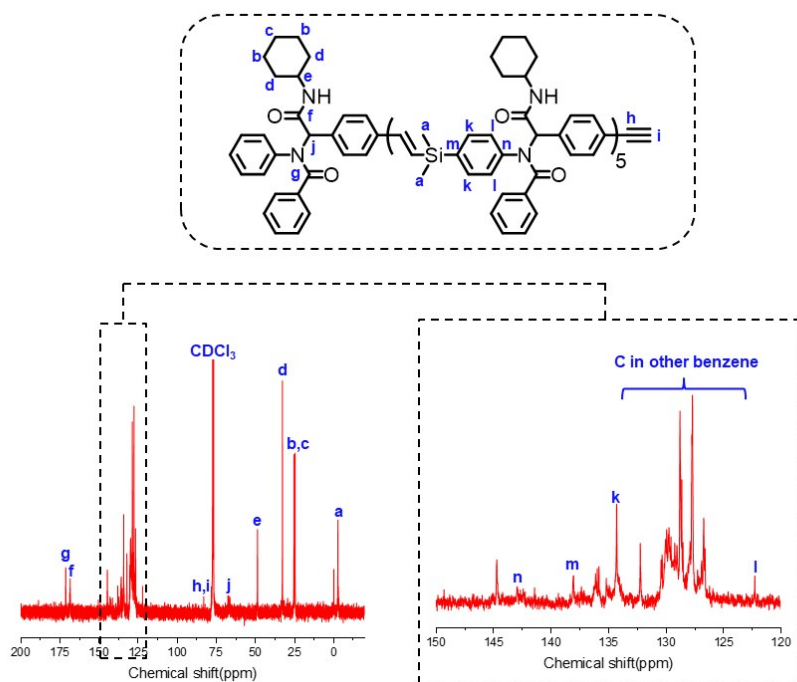 c b
b d
d e
NH
O f
j
N
g
O
a
Si
a
m
k l
k l
n
NH
O
N
O
h
i
5
CDCl3
d
b,c
e
a
g
f
h,i j
200 175 150 125 100 75 50 25 0
Chemical shift(ppm)
C in other benzene
k
n m l
150 145 140 135 130 125 120
Chemical shift(ppm)